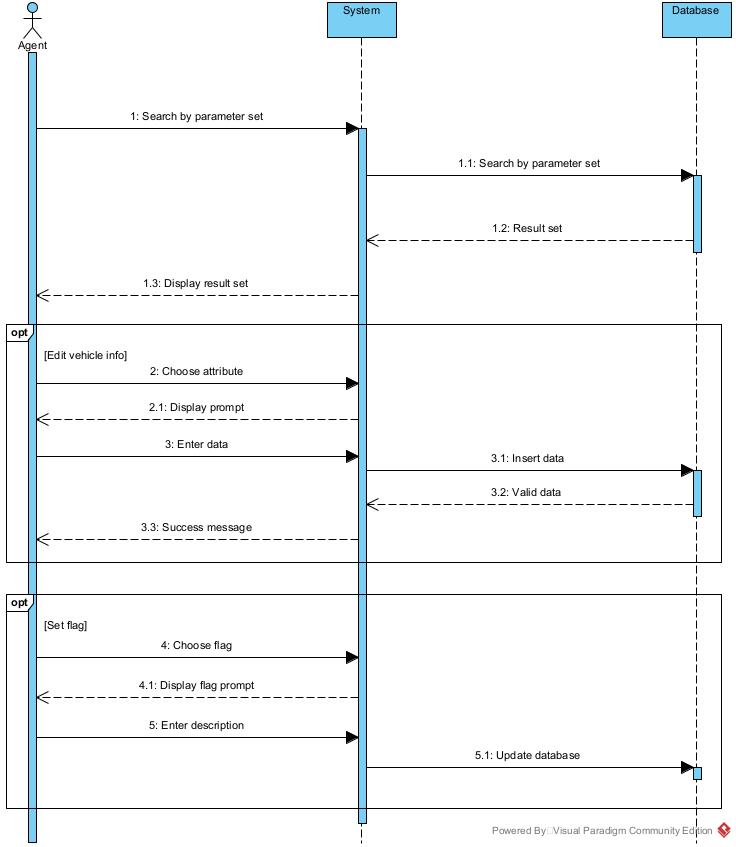 Agent
System
Database
1: Search by parameter set
1.1: Search by parameter set
1.2: Result set
1.3: Display result set
opt
[Edit vehicle info]
2: Choose attribute
2.1: Display prompt
3: Enter data
3.1: Insert data
3.2: Valid data
3.3: Success message
opt
[Set flag]
4: Choose flag
4.1: Display flag prompt
5: Enter description
5.1: Update database
Powered By Visual Paradigm Community Edition